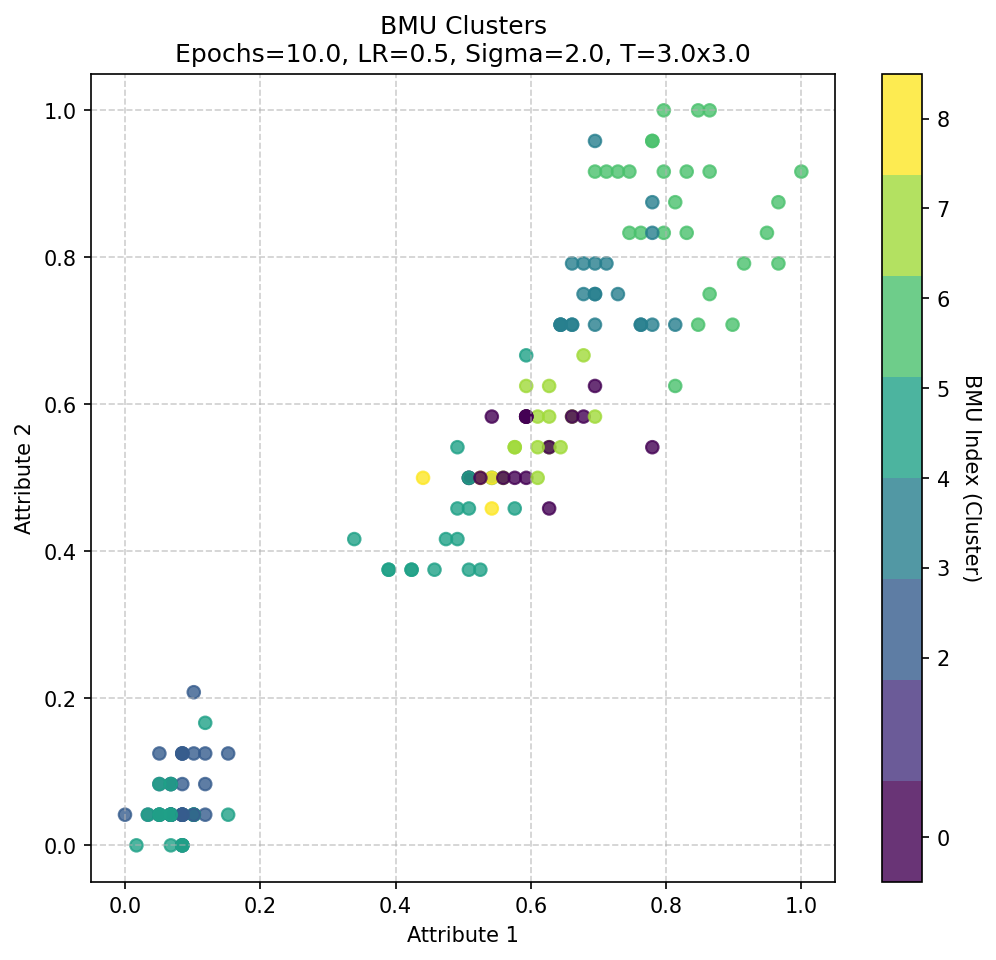 BMU Clusters
Epochs=10.0, LR=0.5, Sigma=2.0, T=3.0x3.0
1.0
0.8
0.6
0.4
0.2
0.0
Attribute 2
0.0 0.2 0.4 0.6 0.8 1.0
Attribute 1
8
7
6
5
4
3
2
0
BMU Index (Cluster)